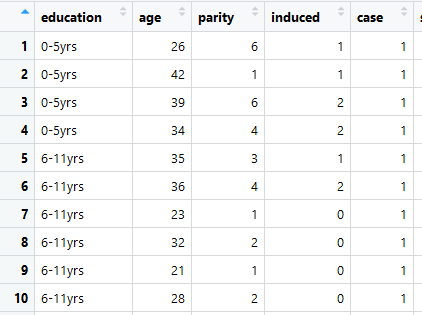 education age parity induced case
1 0-5yrs 26 6 1 1
2 0-5yrs 42 1 1 1
3 0-5yrs 39 6 2 1
4 0-5yrs 34 4 2 1
5 6-11yrs 35 3 1 1
6 6-11yrs 36 4 2 1
7 6-11yrs 23 1 0 1
8 6-11yrs 32 2 0 1
9 6-11yrs 21 1 0 1
10 6-11yrs 28 2 0 1